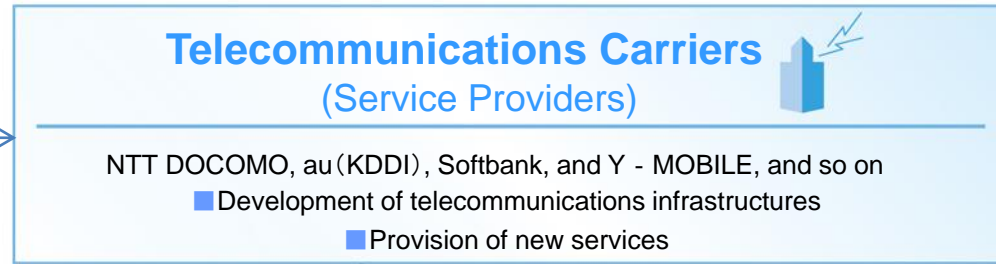 Telecommunications Carriers
(Service Providers)
NTT DOCOMO, au（KDDI）, Softbank, and Y - MOBILE, and so on
■Development of telecommunications infrastructures
■Provision of new services